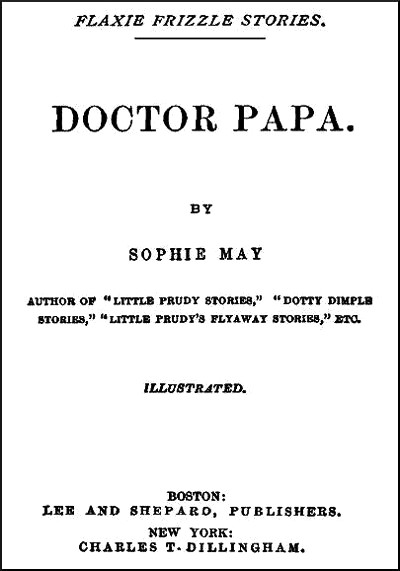 FLAXIE FRIZZLE STORIES.
DOCTOR PAPA.
BY
SOPHIE MAY
AUTHOR OF "LITTLE PRUDY STORIES," "DOTTY DIMPLE
STORIES," "LITTLE PRUDY'S FLYAWAY STORIES," ETC.
ILLUSTRATED.
BOSTON:
LEE AND SHEPARD, PUBLISHERS.
NEW YORK:
CHARLES T. DILLINGHAM.